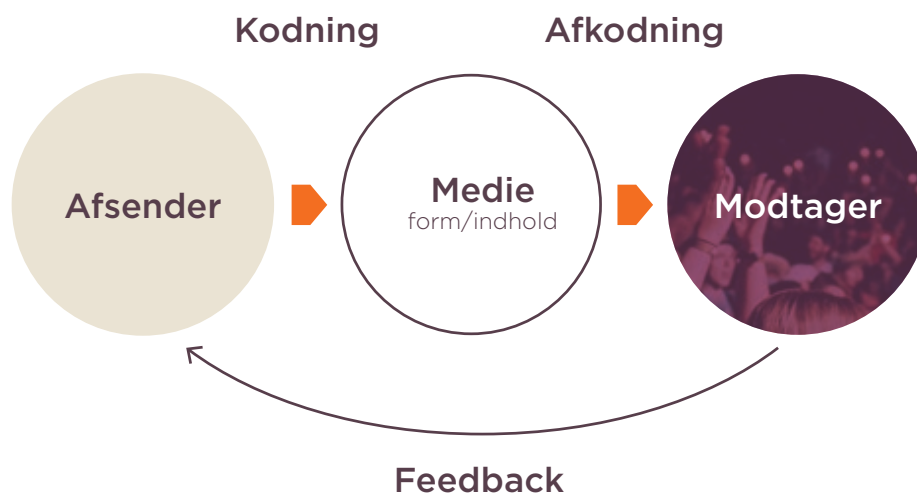 Kodning
Afkodning
Afsender
Medie
form/indhold
Modtager
Feedback